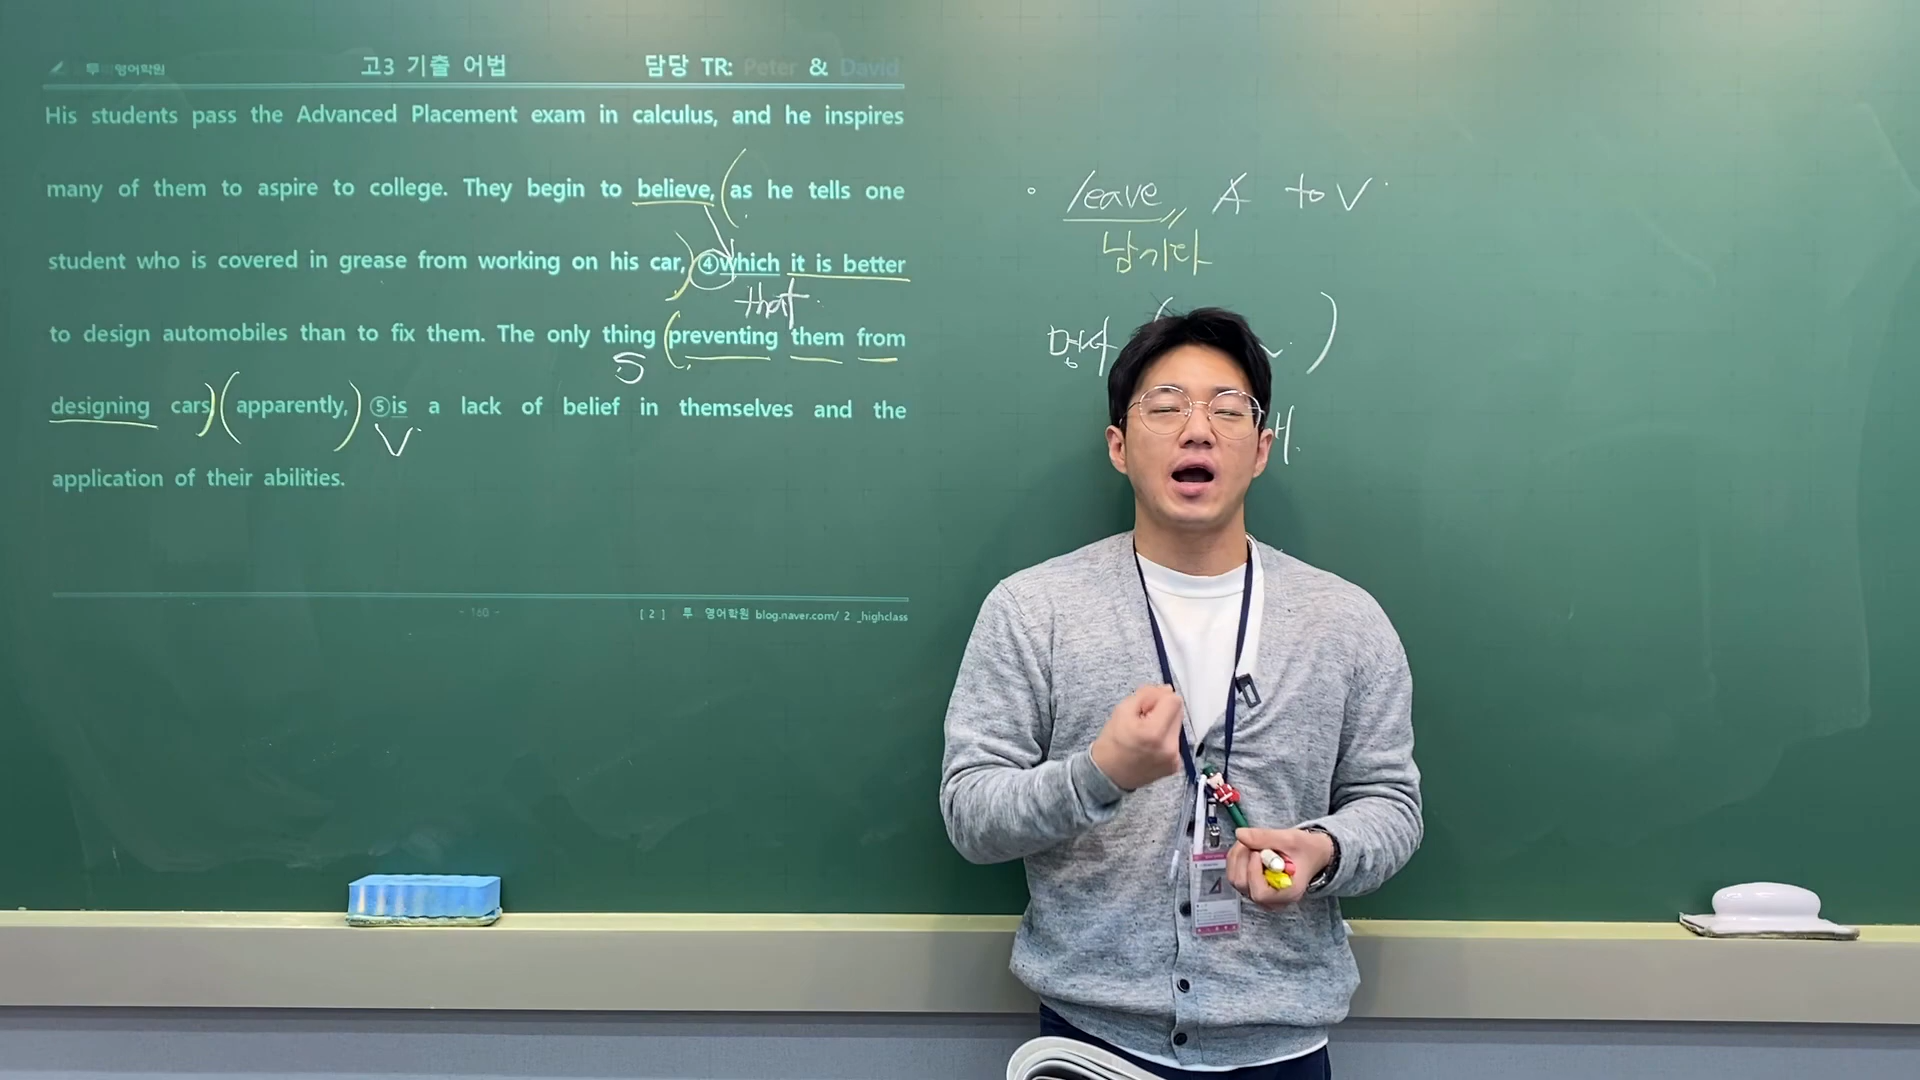 투 영어학원 고3 기출 어법 담당 TR: Peter & David
His students pass the Advanced Placement exam in calculus, and he inspires
many of them to aspire to college. They begin to believe, (as he tells one
student who is covered in grease from working on his car,) ④which it is better
that
to design automobiles than to fix them. The only thing (preventing them from
S
designing cars) (apparently,) ⑤is a lack of belief in themselves and the
V
application of their abilities.
- 160 -
[ 2 ] 투 영어학원 blog.naver.com/ 2 _highclass
leave A to V
남기다
명사 ( )